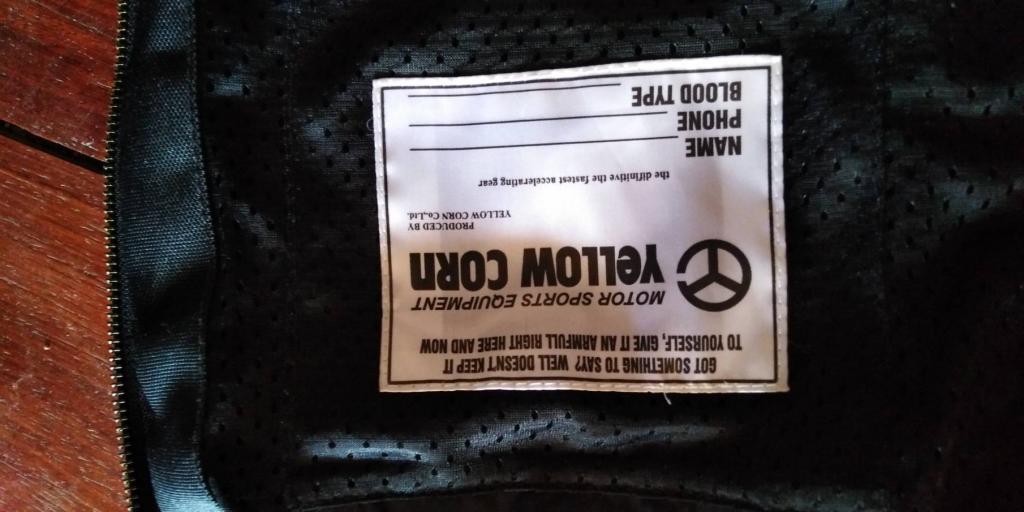 GOT SOMETHING TO SAY? WELL DOESN'T KEEP IT
TO YOURSELF, GIVE IT AN ARMFULL RIGHT HERE AND NOW
MOTOR SPORTS EQUIPMENT
YeLLOW CORn
PRODUCED BY
YELLOW CORN Co.,Ltd.
the difinitive the fastest accelerating gear
NAME
PHONE
BLOOD TYPE